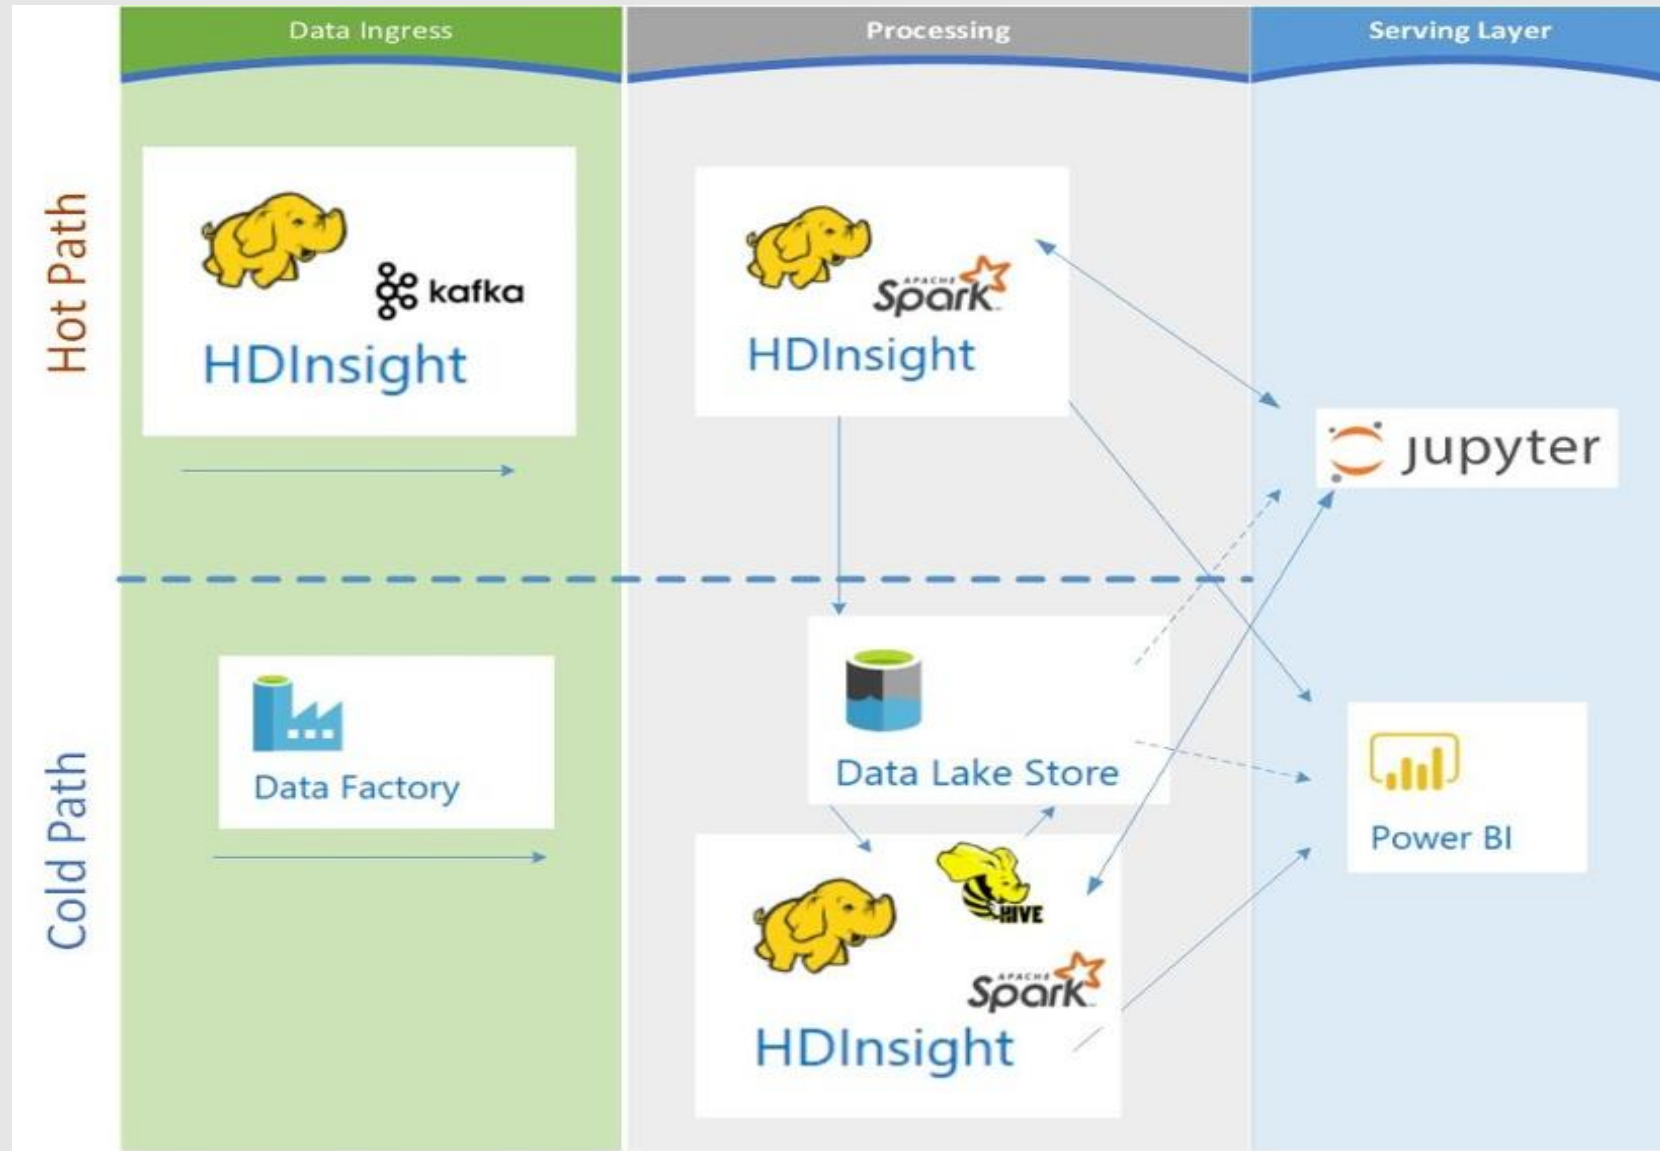 Data Ingress
Processing
Serving Layer
Hot Path
kafka
HDInsight
APACHE
Spark
HDInsight
jupyter
Cold Path
Data Factory
Data Lake Store
Power BI
HIVE
APACHE
Spark
HDInsight